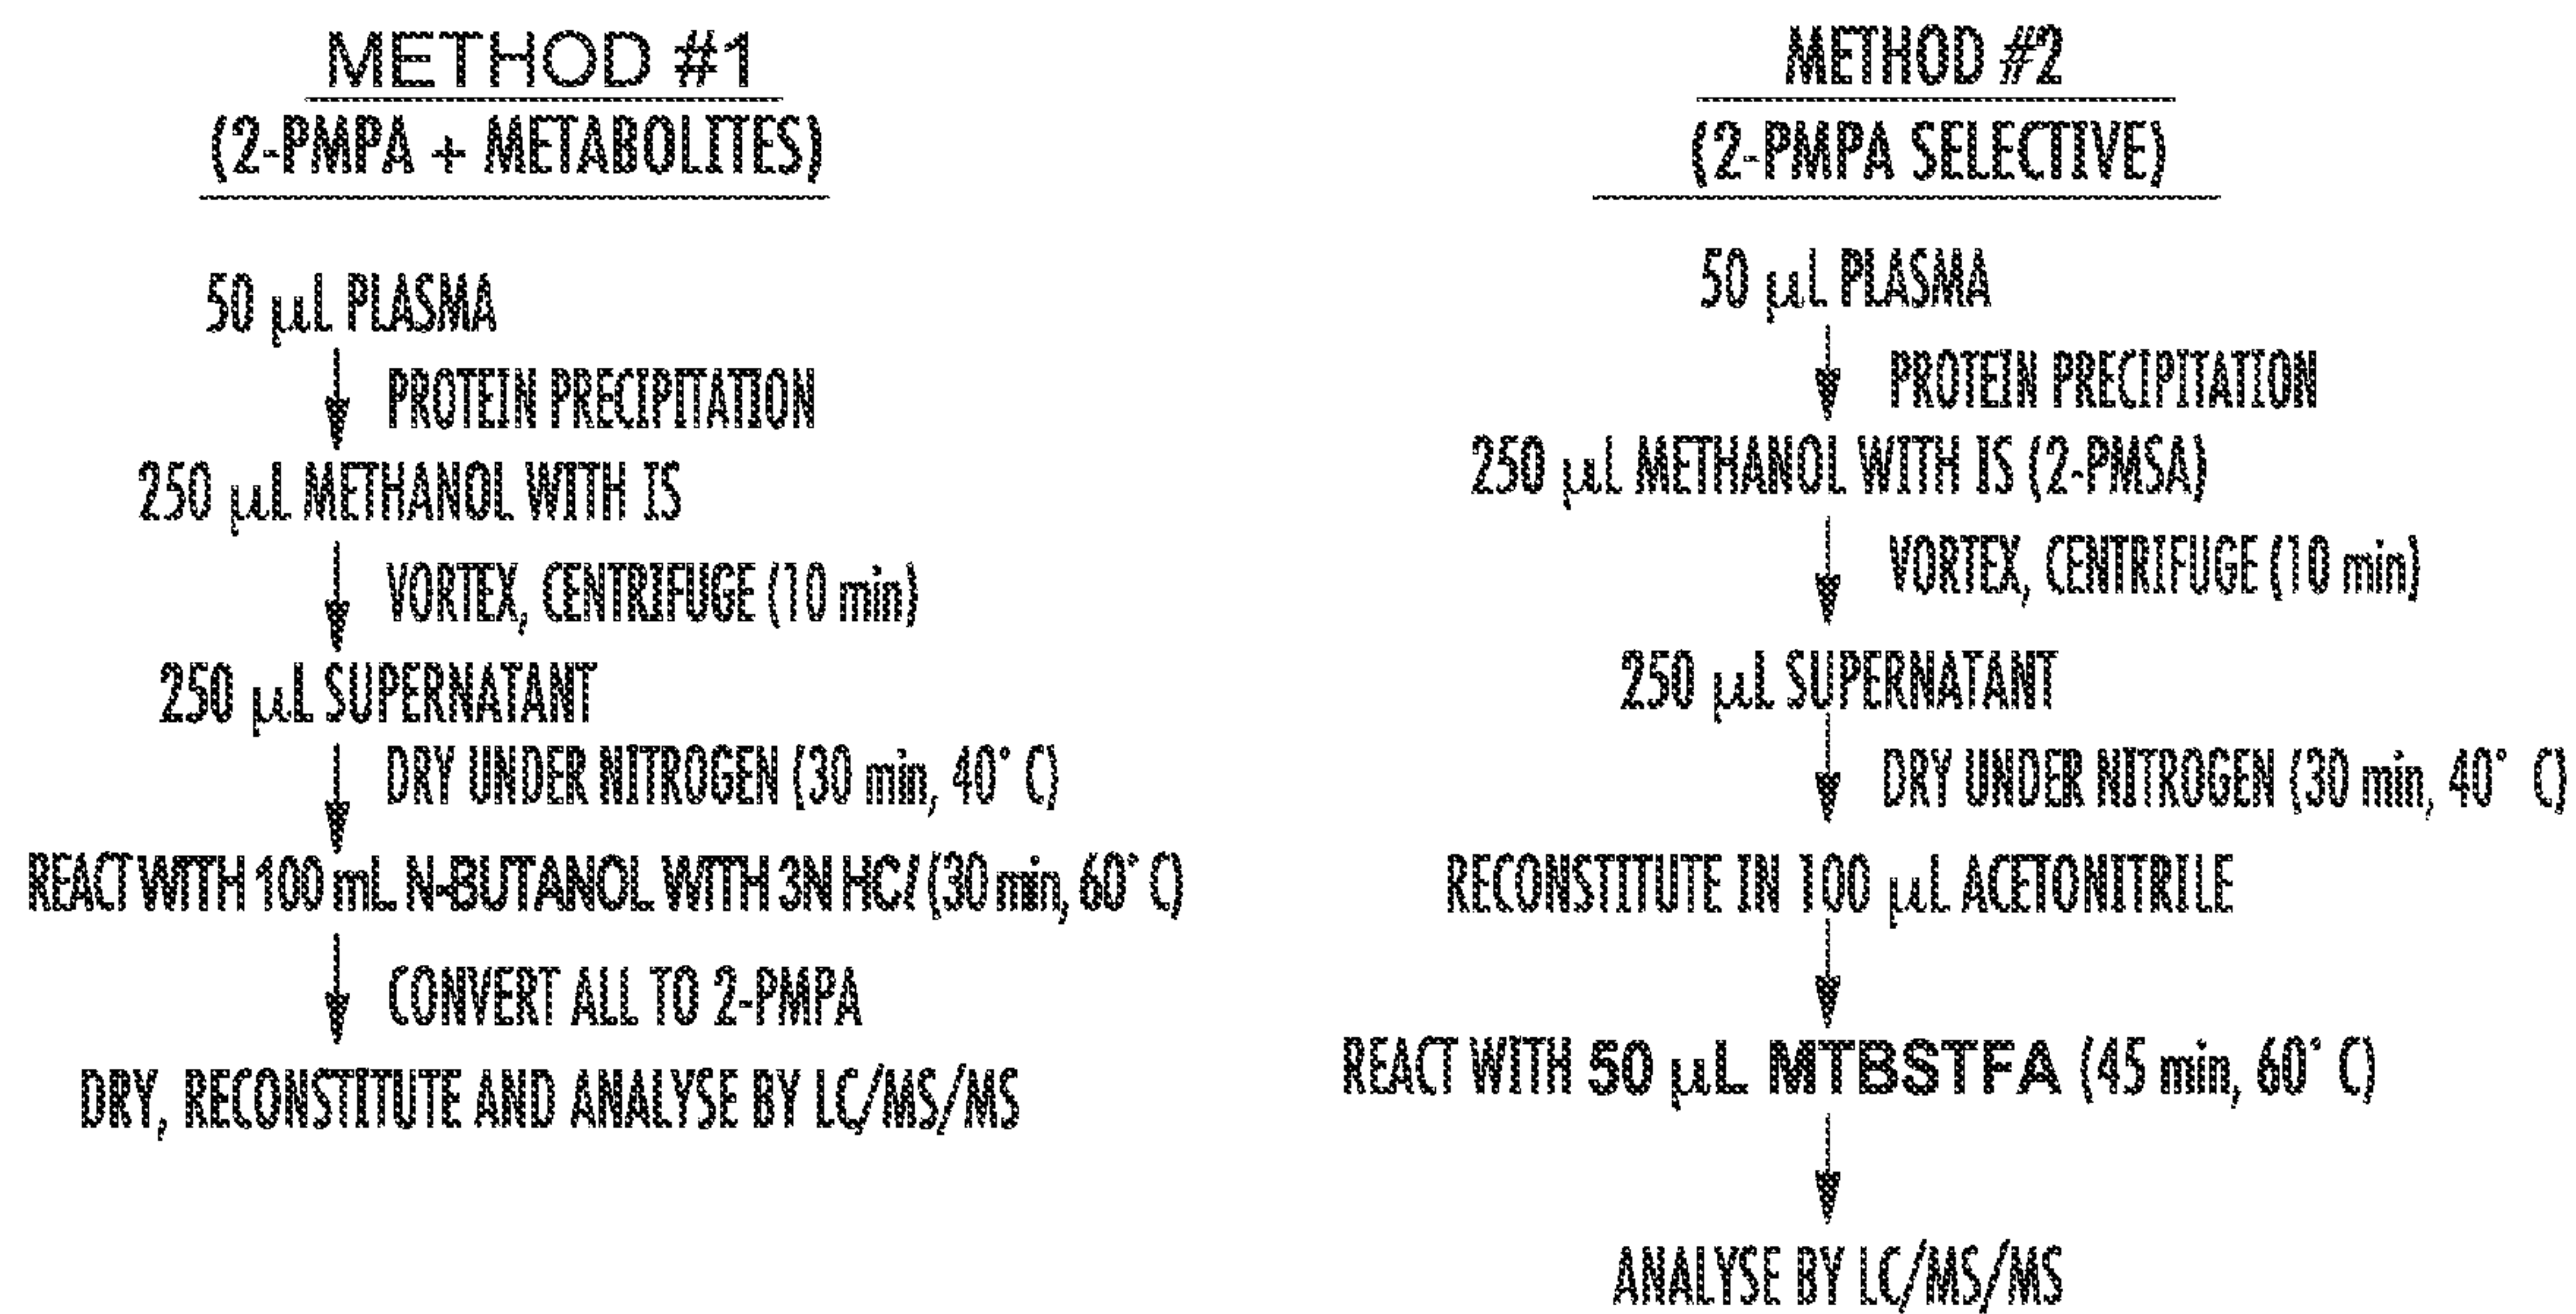 METHOD #1
(2-PMPA + METABOLITES)
50 µL PLASMA
PROTEIN PRECIPITATION
250 µL METHANOL WITH IS
VORTEX, CENTRIFUGE (10 min)
250 µL SUPERNATANT
DRY UNDER NITROGEN (30 min, 40° C)
REACT WITH 100 mL N-BUTANOL WITH 3N HCl (30 min, 60° C)
CONVERT ALL TO 2-PMPA
DRY, RECONSTITUTE AND ANALYSE BY LC/MS/MS
METHOD #2
(2-PMPA SELECTIVE)
50 µL PLASMA
PROTEIN PRECIPITATION
250 µL METHANOL WITH IS (2-PMSA)
VORTEX, CENTRIFUGE (10 min)
250 µL SUPERNATANT
DRY UNDER NITROGEN (30 min, 40° C)
RECONSTITUTE IN 100 µL ACETONITRILE
REACT WITH 50 µL MTBSTFA (45 min, 60° C)
ANALYSE BY LC/MS/MS